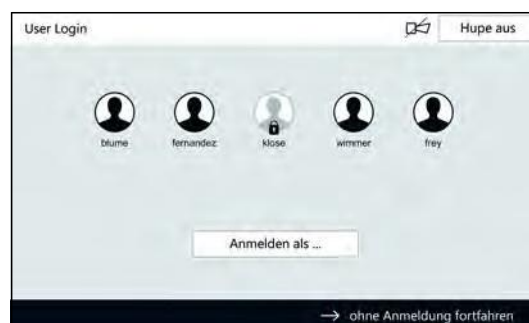 User Login
Hupe aus
blume fernandez klose wimmer frey
Anmelden als ...
→ ohne Anmeldung fortfahren